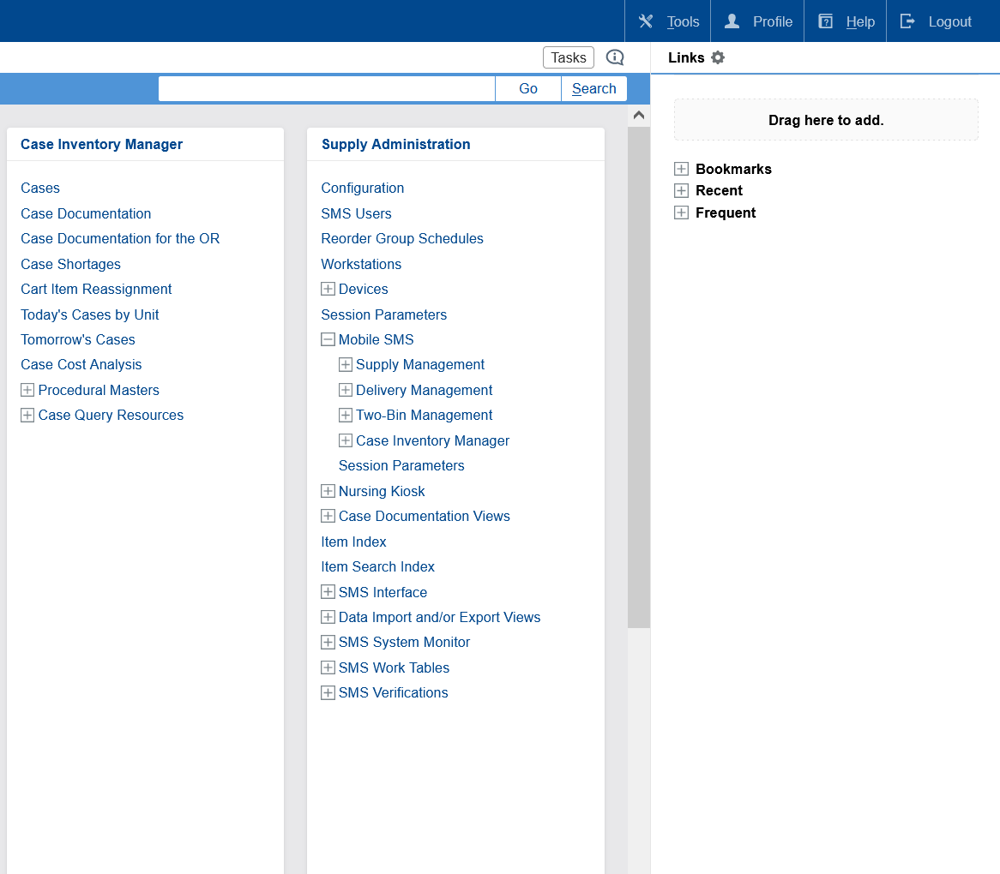 Tools Profile Help Logout
Tasks
Links
Go Search
Drag here to add.
Bookmarks
Recent
Frequent
Case Inventory Manager
Cases
Case Documentation
Case Documentation for the OR
Case Shortages
Cart Item Reassignment
Today's Cases by Unit
Tomorrow's Cases
Case Cost Analysis
Procedural Masters
Case Query Resources
Supply Administration
Configuration
SMS Users
Reorder Group Schedules
Workstations
Devices
Session Parameters
Mobile SMS
Supply Management
Delivery Management
Two-Bin Management
Case Inventory Manager
Session Parameters
Nursing Kiosk
Case Documentation Views
Item Index
Item Search Index
SMS Interface
Data Import and/or Export Views
SMS System Monitor
SMS Work Tables
SMS Verifications